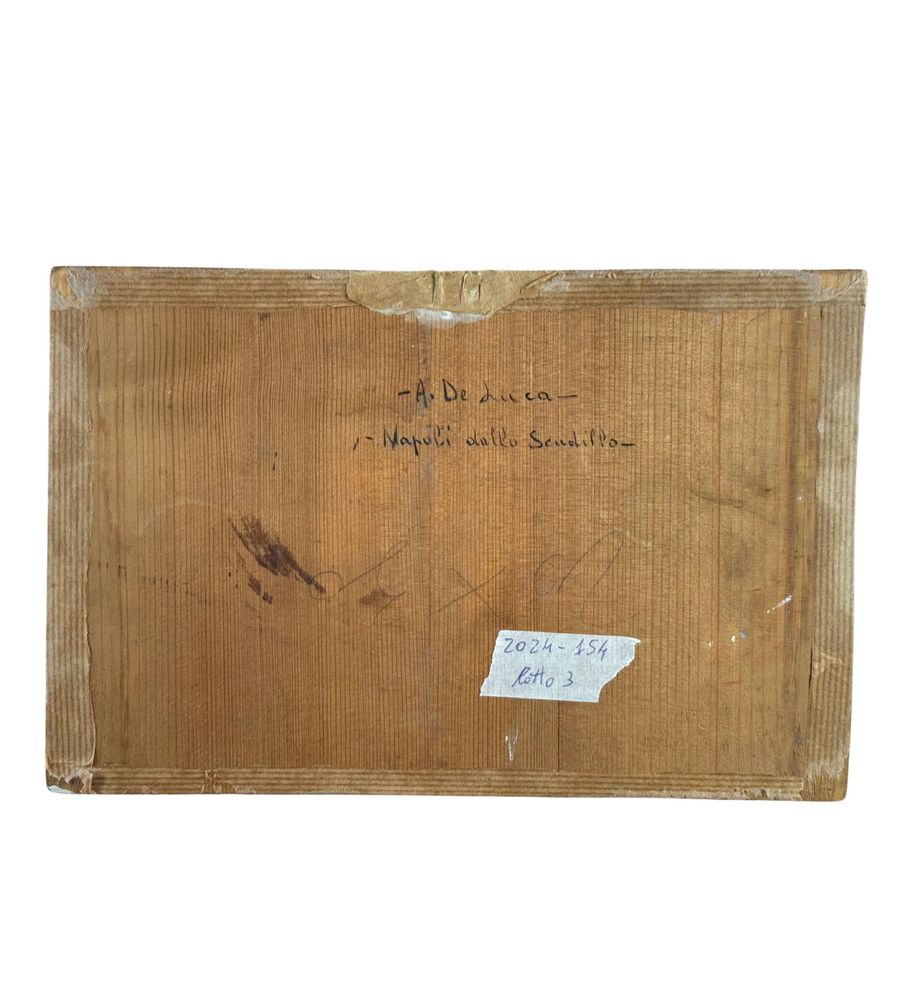 -A. De Luca-
-Napoli dallo Scudillo-
2024-154
lotto 3